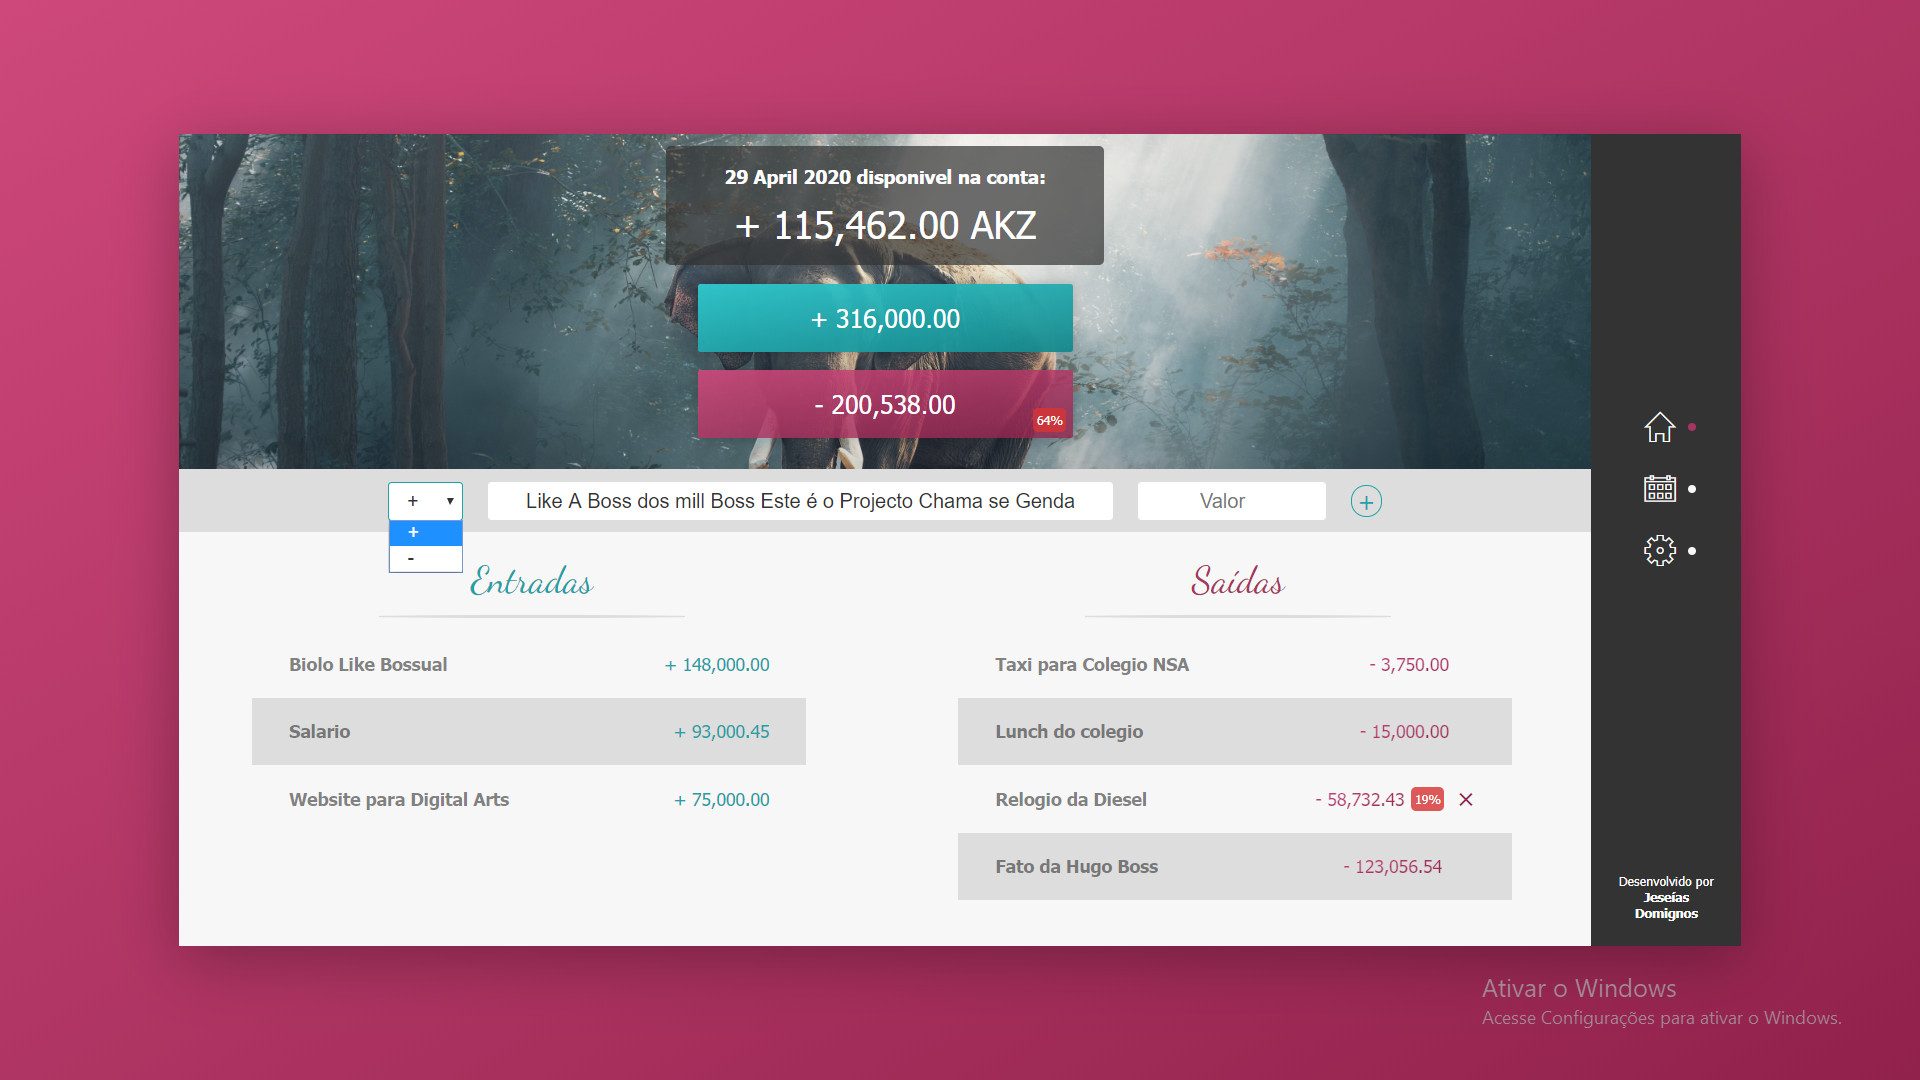 29 April 2020 disponivel na conta:
+ 115,462.00 AKZ
+ 316,000.00
- 200,538.00
64%
+
Like A Boss dos mill Boss Este é o Projecto Chama se Genda
Valor
+
+
-
Entradas
Saídas
Biolo Like Bossual + 148,000.00
Taxi para Colegio NSA - 3,750.00
Salario + 93,000.45
Lunch do colegio - 15,000.00
Website para Digital Arts + 75,000.00
Relogio da Diesel - 58,732.43 19%
Fato da Hugo Boss - 123,056.54
Desenvolvido por
Jeseías
Domignos
Ativar o Windows
Acesse Configurações para ativar o Windows.